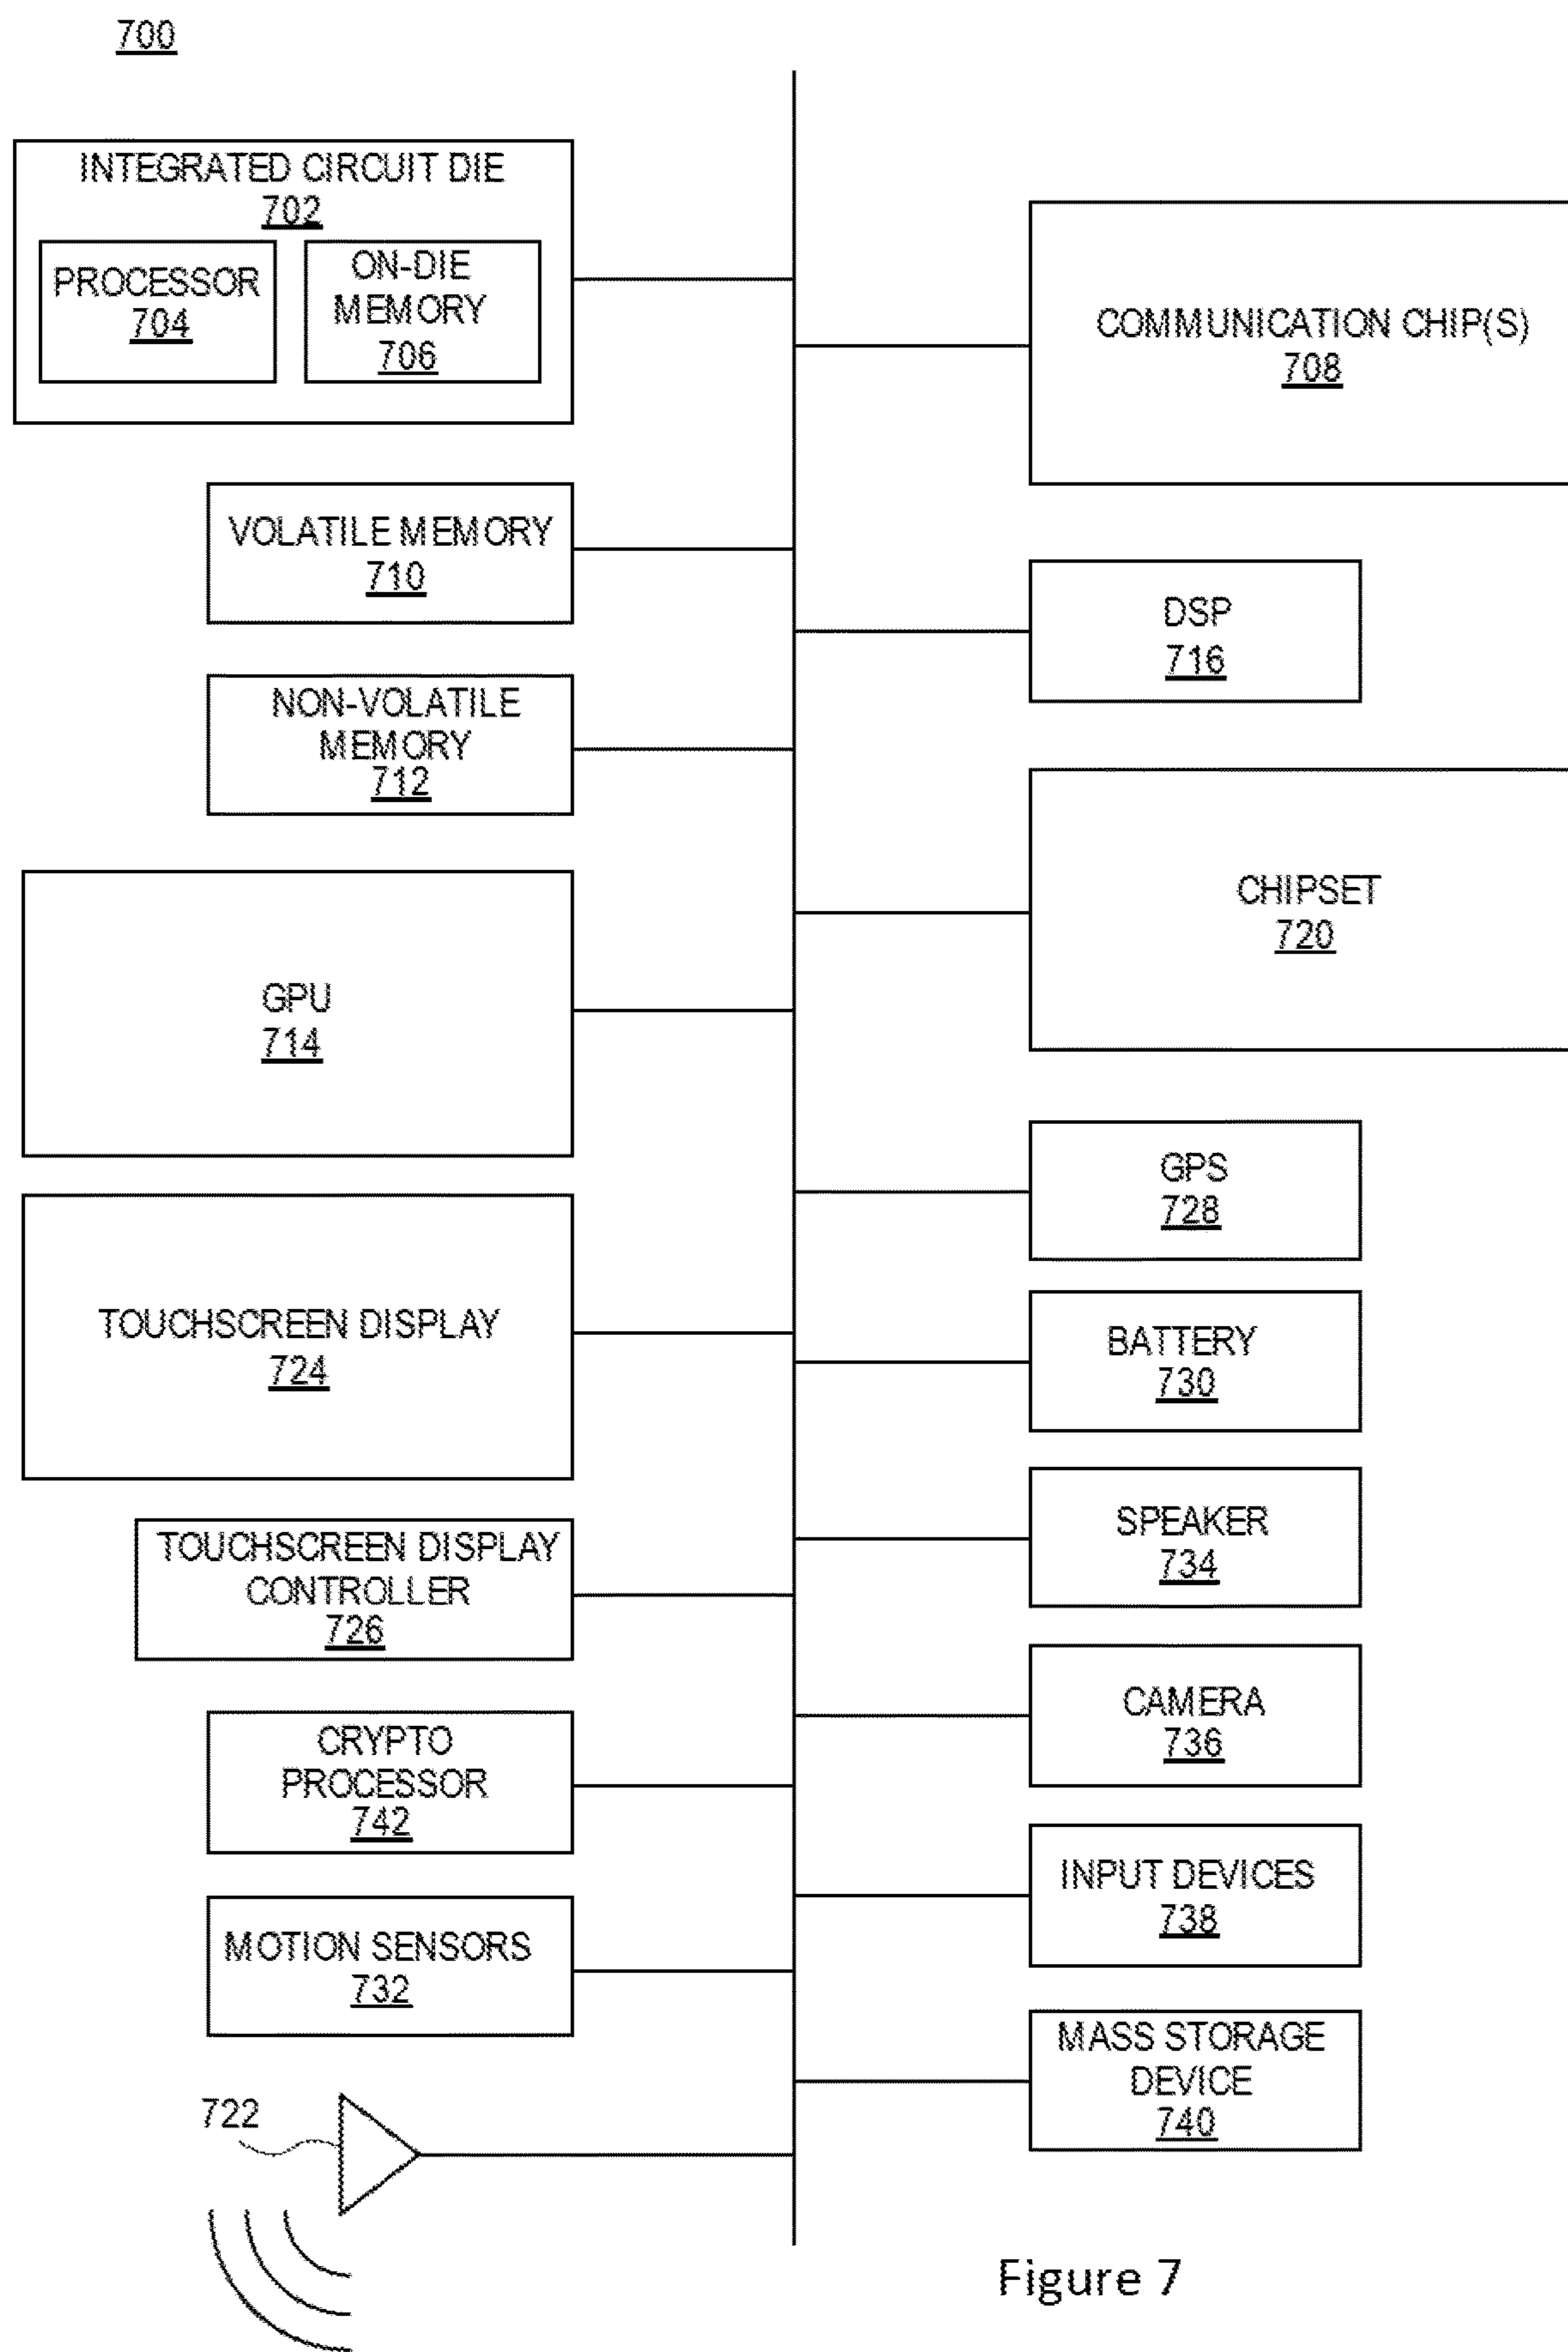 700
INTEGRATED CIRCUIT DIE
702
PROCESSOR
704
ON-DIE
MEMORY
706
VOLATILE MEMORY
710
NON-VOLATILE
MEMORY
712
GPU
714
TOUCHSCREEN DISPLAY
724
TOUCHSCREEN DISPLAY
CONTROLLER
726
CRYPTO
PROCESSOR
742
MOTION SENSORS
732
722
COMMUNICATION CHIP(S)
708
DSP
716
CHIPSET
720
GPS
728
BATTERY
730
SPEAKER
734
CAMERA
736
INPUT DEVICES
738
MASS STORAGE
DEVICE
740
Figure 7